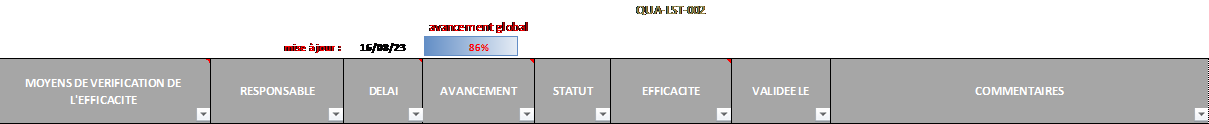 QUA-LST-002
avancement global
mise à jour : 16/08/23 86%
MOYENS DE VERIFICATION DE
L'EFFICACITE
RESPONSABLE
DELAI
AVANCEMENT
STATUT
EFFICACITE
VALIDEE LE
COMMENTAIRES